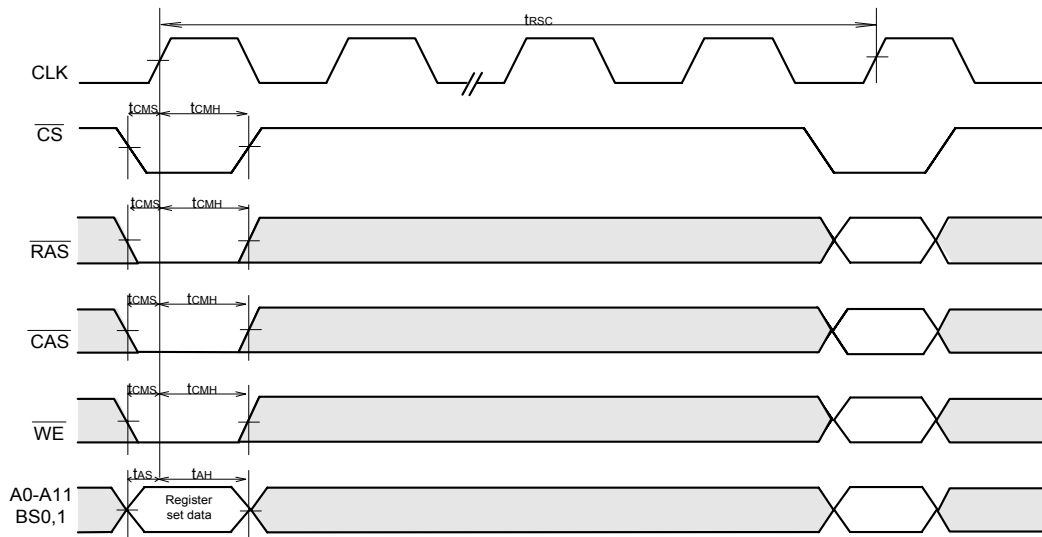 tRSC
CLK
tCMS tCMH
CS
tCMS tCMH
RAS
tCMS tCMH
CAS
tCMS tCMH
WE
tAS tAH
A0-A11
BS0,1
Register
set data